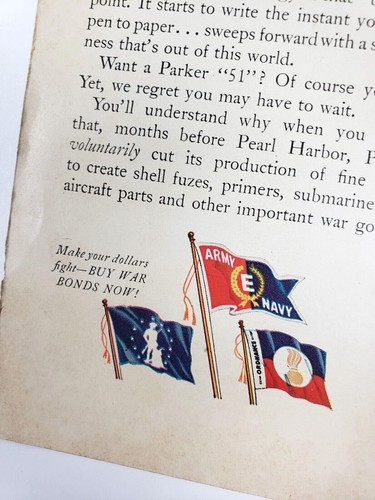 point. It starts to write the instant yo
pen to paper... sweeps forward with a s
ness that's out of this world.
Want a Parker "51"? Of course y
Yet, we regret you may have to wait.
You'll understand why when you
that, months before Pearl Harbor, P
voluntarily cut its production of fine
to create shell fuzes, primers, submarine
aircraft parts and other important war go
Make your dollars
fight—BUY WAR
BONDS NOW!
ARMY
E
NAVY
ORDNANCE